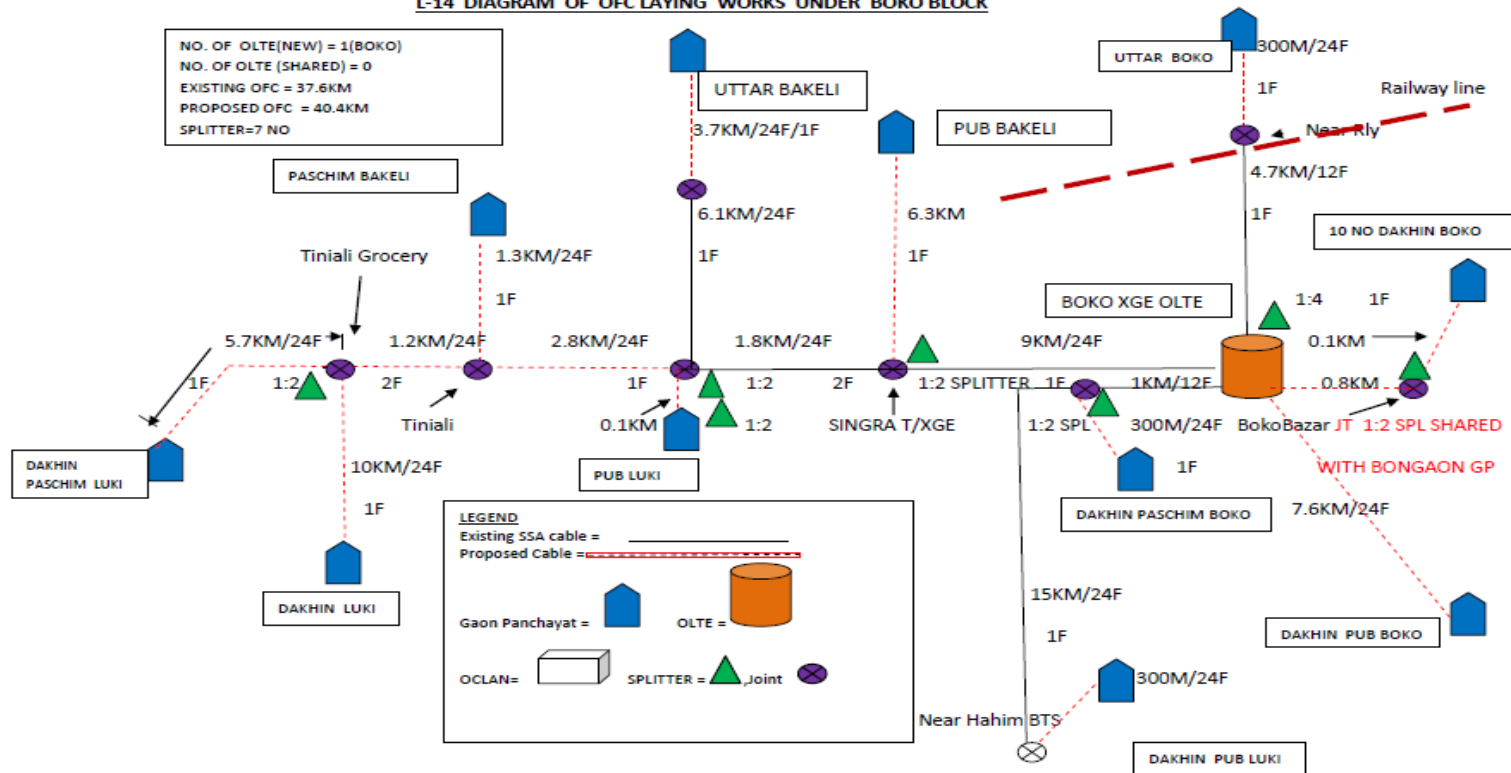 L-14 DIAGRAM OF OFC LAYING WORKS UNDER BOKO BLOCK
NO. OF OLTE(NEW) = 1(BOKO)
NO. OF OLTE (SHARED) = 0
EXISTING OFC = 37.6KM
PROPOSED OFC = 40.4KM
SPLITTER=7 NO
UTTAR BAKELI
3.7KM/24F/1F
PUB BAKELI
UTTAR BOKO
300M/24F
1F
Railway line
Near Rly
4.7KM/12F
1F
PASCHIM BAKELI
6.1KM/24F
1F
6.3KM
1F
10 NO DAKHIN BOKO
Tiniali Grocery
1.3KM/24F
1F
BOKO XGE OLTE
1:4
1F
5.7KM/24F
1.2KM/24F
2.8KM/24F
1.8KM/24F
9KM/24F
0.1KM
1F
1:2
2F
1F
1:2
2F
1:2 SPLITTER
1F
1KM/12F
0.8KM
Tiniali
0.1KM
1:2
SINGRA T/XGE
1:2 SPL
300M/24F
BokoBazar JT 1:2 SPL SHARED
WITH BONGAON GP
1F
DAKHIN
PASCHIM LUKI
10KM/24F
1F
PUB LUKI
DAKHIN PASCHIM BOKO
7.6KM/24F
LEGEND
Existing SSA cable =
Proposed Cable =
Gaon Panchayat =
OLTE =
OCLAN=
SPLITTER =
,Joint
DAKHIN LUKI
15KM/24F
1F
DAKHIN PUB BOKO
300M/24F
Near Hahim BTS
DAKHIN PUB LUKI